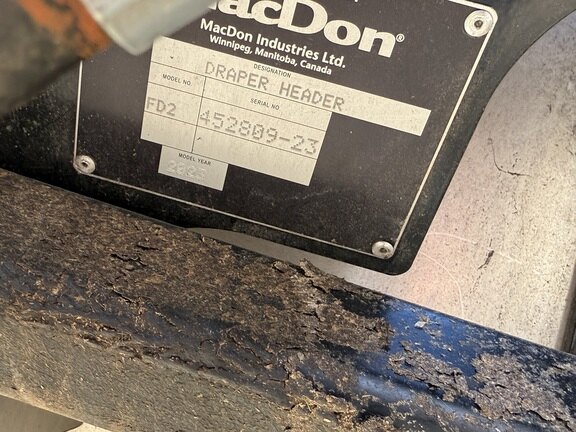 MacDon®
MacDon Industries Ltd.
Winnipeg, Manitoba, Canada
DESIGNATION
DRAPER HEADER
MODEL NO.
SERIAL NO
FD2
452809-23
MODEL YEAR
2023